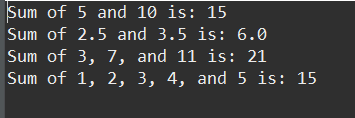 Sum of 5 and 10 is: 15
Sum of 2.5 and 3.5 is: 6.0
Sum of 3, 7, and 11 is: 21
Sum of 1, 2, 3, 4, and 5 is: 15